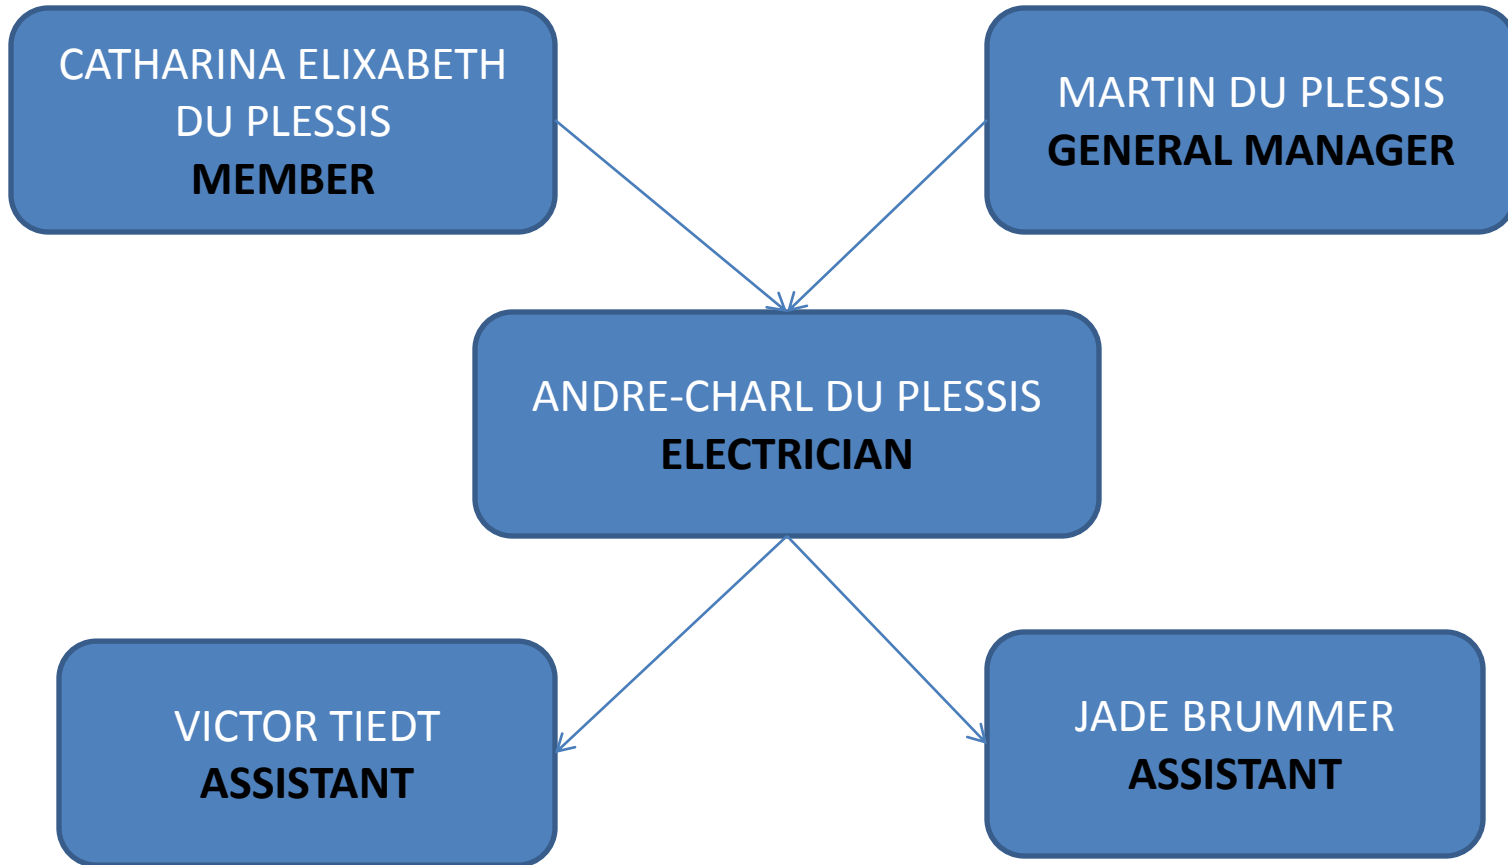 CATHARINA ELIXABETH
DU PLESSIS
MEMBER
MARTIN DU PLESSIS
GENERAL MANAGER
ANDRE-CHARL DU PLESSIS
ELECTRICIAN
VICTOR TIEDT
ASSISTANT
JADE BRUMMER
ASSISTANT